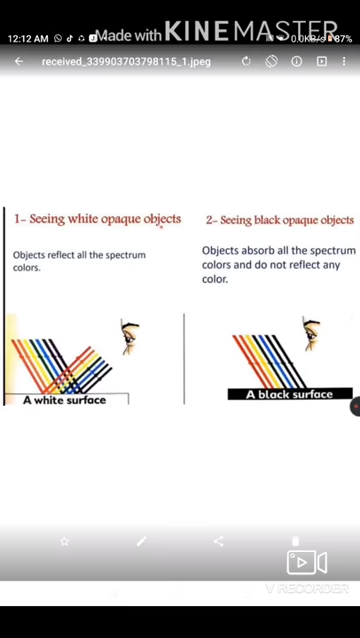 Made with KINEMASTER
12:12 AM
0.0KB/s 87%
received_339903703798115_1.jpeg
1- Seeing white opaque objects
Objects reflect all the spectrum
colors.
A white surface
2- Seeing black opaque objects
Objects absorb all the spectrum
colors and do not reflect any
color.
A black surface
V RECORDER